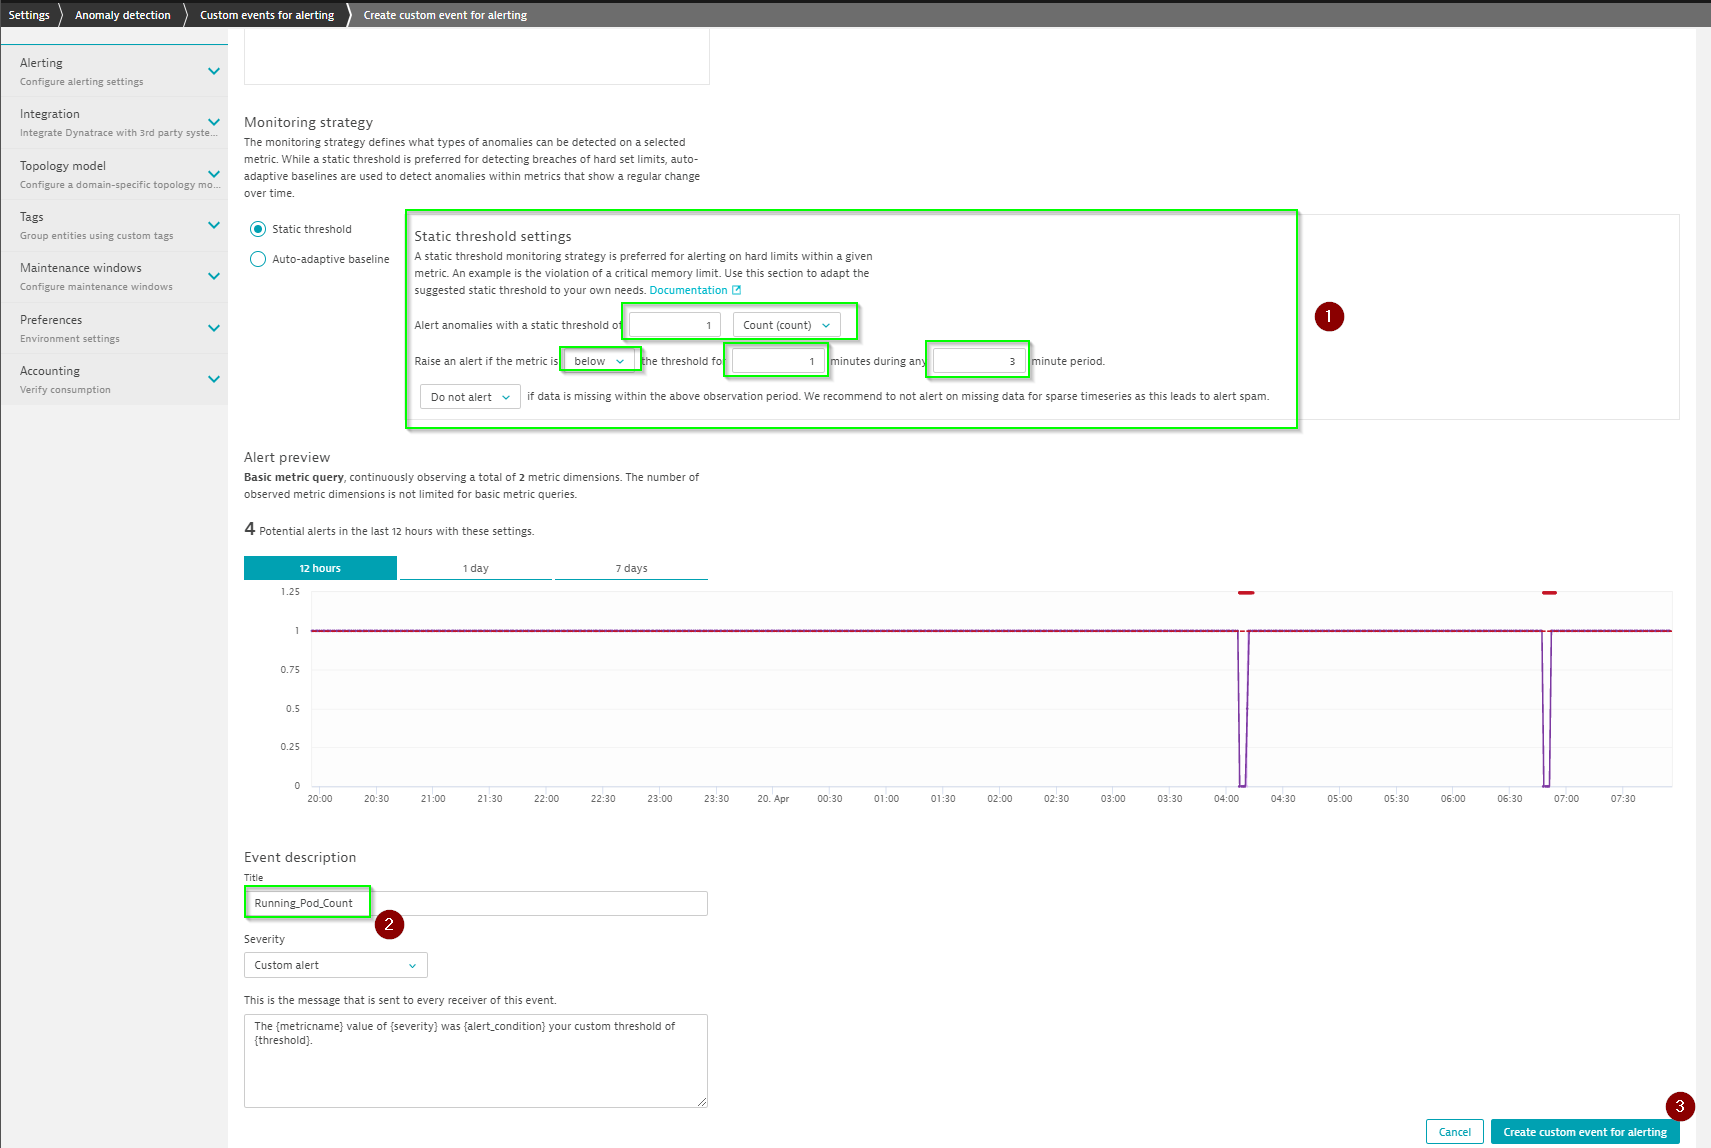 Settings
Anomaly detection
Custom events for alerting
Create custom event for alerting
Alerting
Configure alerting settings
Integration
Integrate Dynatrace with 3rd party syste...
Topology model
Configure a domain-specific topology mo...
Tags
Group entities using custom tags
Maintenance windows
Configure maintenance windows
Preferences
Environment settings
Accounting
Verify consumption
Monitoring strategy
The monitoring strategy defines what types of anomalies can be detected on a selected
metric. While a static threshold is preferred for detecting breaches of hard set limits, auto-
adaptive baselines are used to detect anomalies within metrics that show a regular change
over time.
Static threshold
Auto-adaptive baseline
Static threshold settings
A static threshold monitoring strategy is preferred for alerting on hard limits within a given
metric. An example is the violation of a critical memory limit. Use this section to adapt the
suggested static threshold to your own needs. Documentation
Alert anomalies with a static threshold of 1 Count (count)
Raise an alert if the metric is below the threshold for 1 minutes during any 3 minute period.
Do not alert if data is missing within the above observation period. We recommend to not alert on missing data for sparse timeseries as this leads to alert spam.
1
Alert preview
Basic metric query, continuously observing a total of 2 metric dimensions. The number of
observed metric dimensions is not limited for basic metric queries.
4 Potential alerts in the last 12 hours with these settings.
12 hours
1 day
7 days
1.25
1
0.75
0.5
0.25
0
20:00 20:30 21:00 21:30 22:00 22:30 23:00 23:30 20. Apr 00:30 01:00 01:30 02:00 02:30 03:00 03:30 04:00 04:30 05:00 05:30 06:00 06:30 07:00 07:30
Event description
Title
Running_Pod_Count
2
Severity
Custom alert
This is the message that is sent to every receiver of this event.
The {metricname} value of {severity} was {alert_condition} your custom threshold of
{threshold}.
3
Cancel
Create custom event for alerting